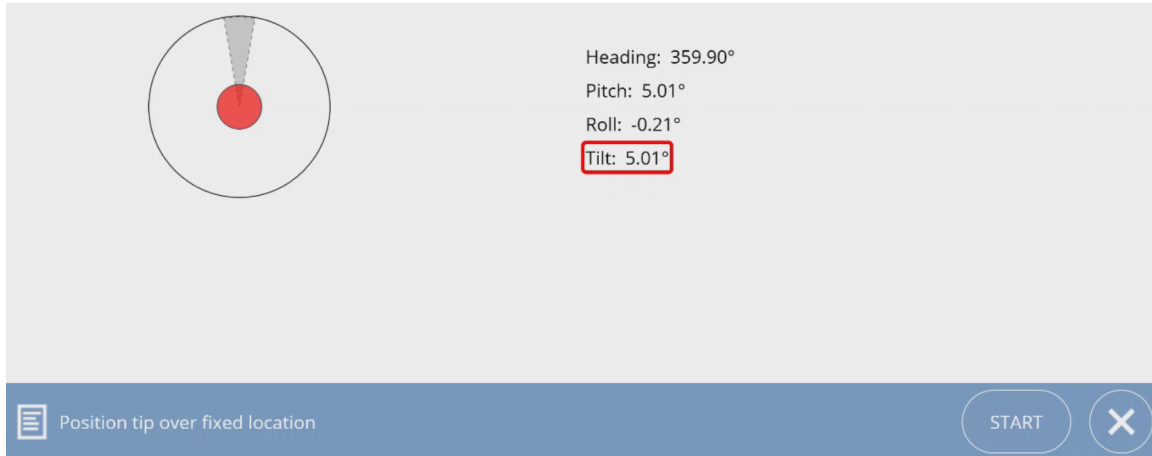 Heading: 359.90°
Pitch: 5.01°
Roll: -0.21°
Tilt: 5.01°
Position tip over fixed location
START